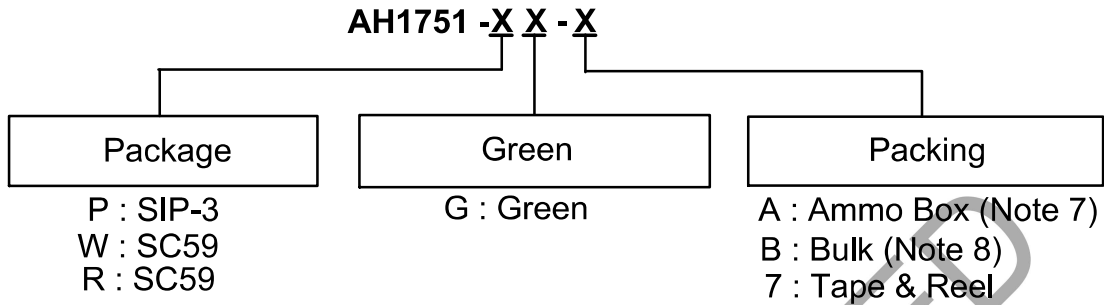 AH1751 -X X - X
Package
Green
Packing
P : SIP-3
W : SC59
R : SC59
G : Green
A : Ammo Box (Note 7)
B : Bulk (Note 8)
7 : Tape & Reel